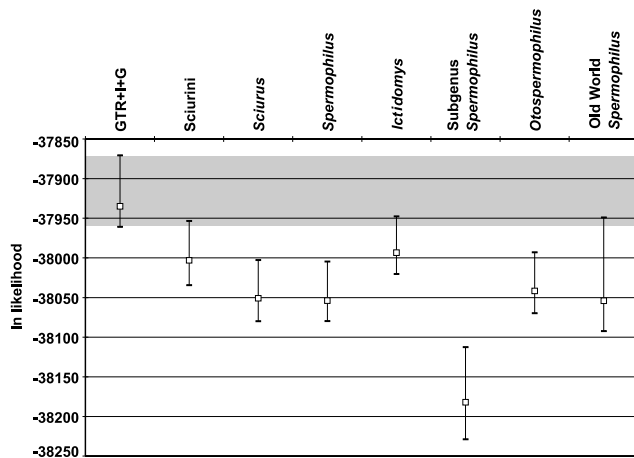 GTR+I+G
Sciurini
Sciurus
Spermophilus
Ictidomys
Subgenus
Spermophilus
Otospermophilus
Old World
Spermophilus
-37850
-37900
-37950
-38000
-38050
-38100
-38150
-38200
-38250
ln likelihood